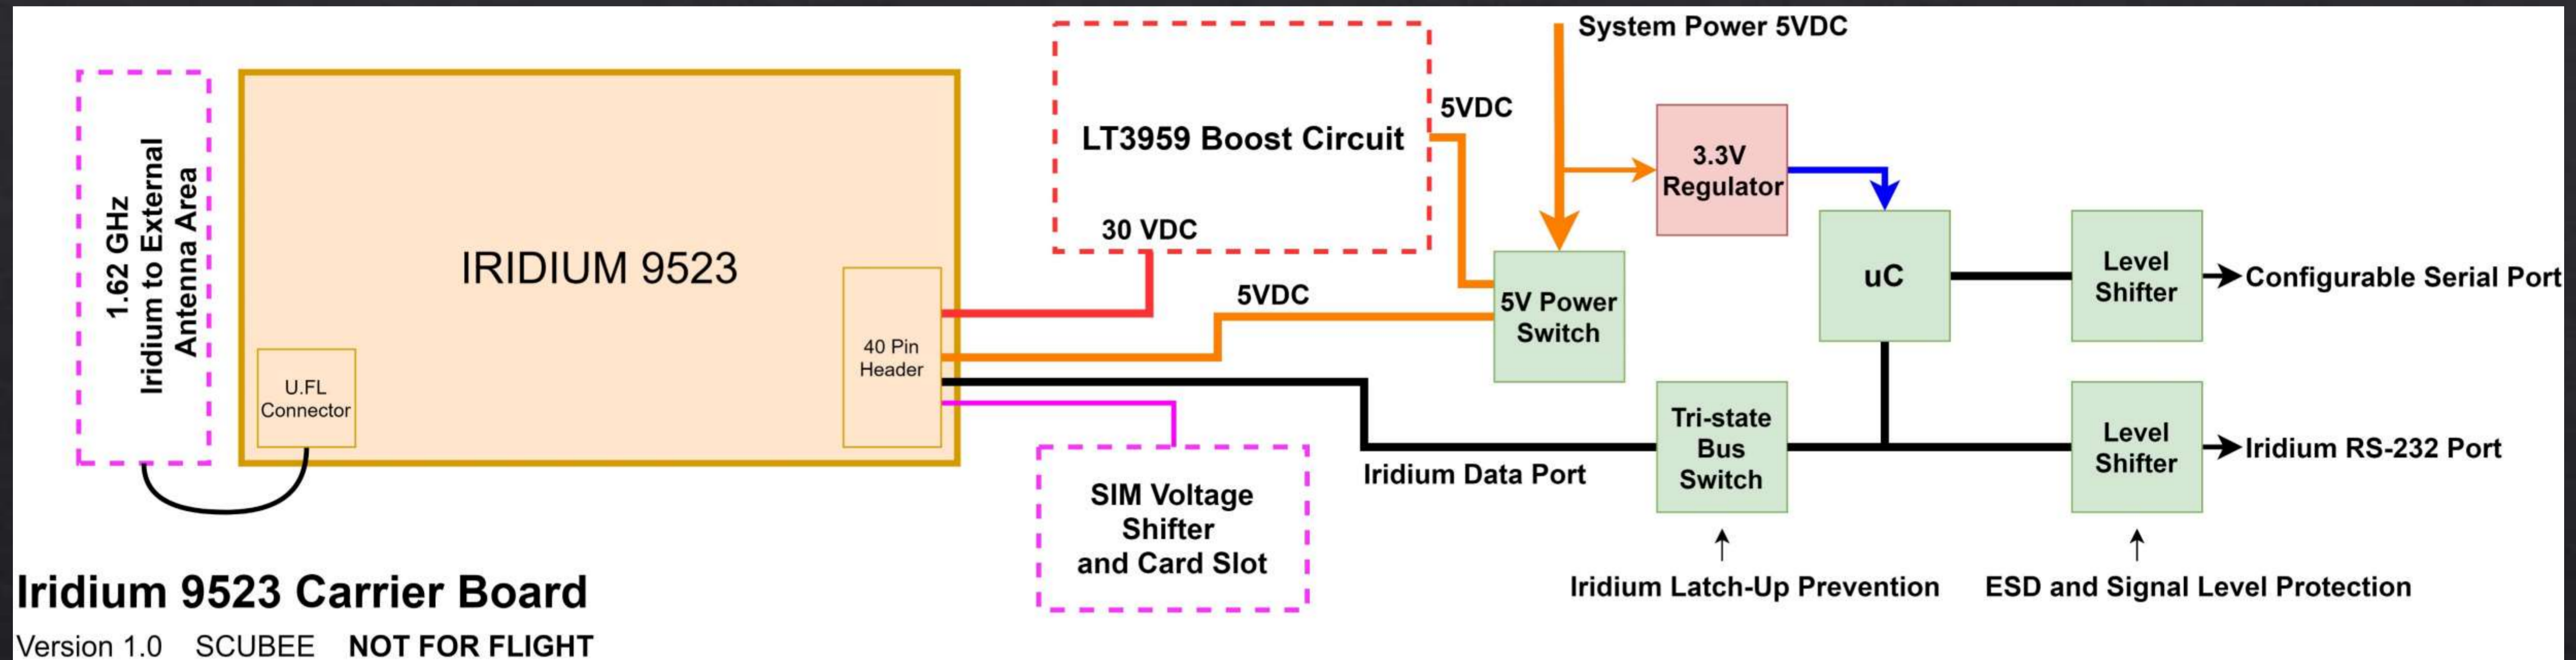 1.62 GHz
Iridium to External
Antenna Area
IRIDIUM 9523
U.FL
Connector
40 Pin
Header
LT3959 Boost Circuit
30 VDC
5VDC
5VDC
System Power 5VDC
3.3V
Regulator
5V Power
Switch
uC
Level
Shifter
Configurable Serial Port
SIM Voltage
Shifter
and Card Slot
Iridium Data Port
Tri-state
Bus
Switch
Level
Shifter
Iridium RS-232 Port
Iridium Latch-Up Prevention
ESD and Signal Level Protection
Iridium 9523 Carrier Board
Version 1.0 SCUBEE NOT FOR FLIGHT